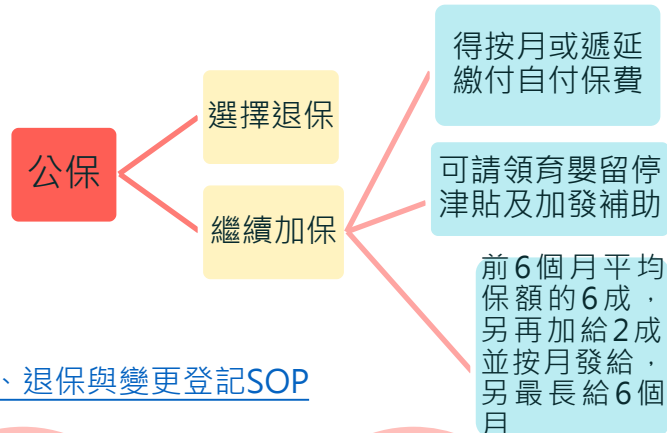 公保
選擇退保
繼續加保
得按月或遞延
繳付自付保費
可請領育嬰留停
津貼及加發補助
前6個月平均
保額的6成，
另再加給2成
並按月發給，
另最長給6個
月
、退保與變更登記SOP